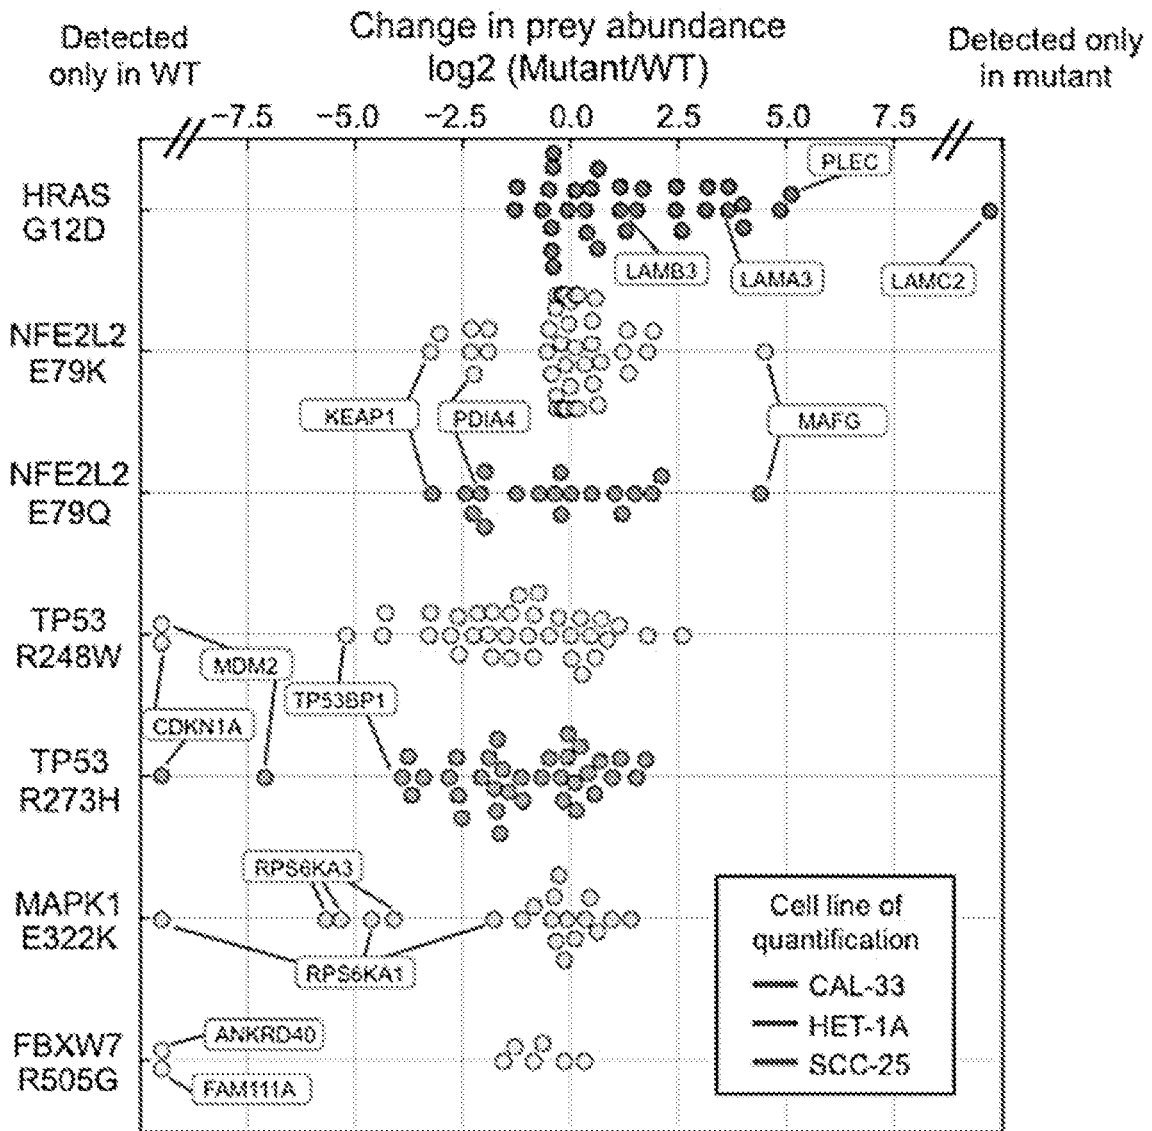 Detected
only in WT
Change in prey abundance
log2 (Mutant/WT)
Detected only
in mutant
−7.5 −5.0 −2.5 0.0 2.5 5.0 7.5
HRAS
G12D
PLEC
LAMB3
LAMA3
LAMC2
NFE2L2
E79K
KEAP1
PDIA4
MAFG
NFE2L2
E79Q
TP53
R248W
MDM2
TP53BP1
CDKN1A
TP53
R273H
RPS6KA3
MAPK1
E322K
RPS6KA1
Cell line of
quantification
CAL-33
HET-1A
SCC-25
FBXW7
R505G
ANKRD40
FAM111A